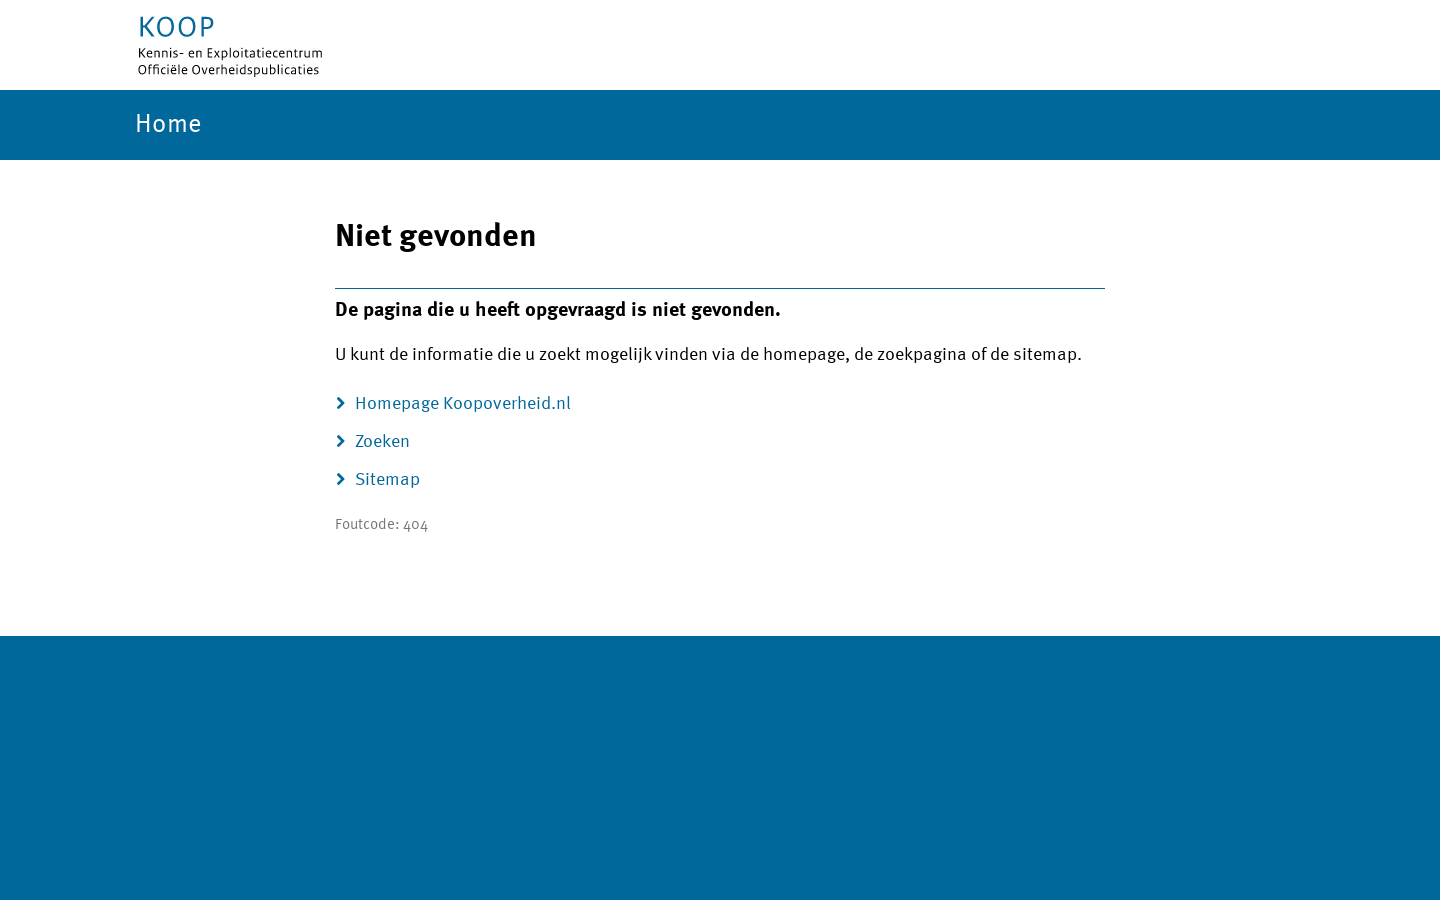 KOOP
Kennis- en Exploitatiecentrum
Officiële Overheidspublicaties
Home
Niet gevonden
De pagina die u heeft opgevraagd is niet gevonden.
U kunt de informatie die u zoekt mogelijk vinden via de homepage, de zoekpagina of de sitemap.
Homepage Koopoverheid.nl
Zoeken
Sitemap
Foutcode: 404